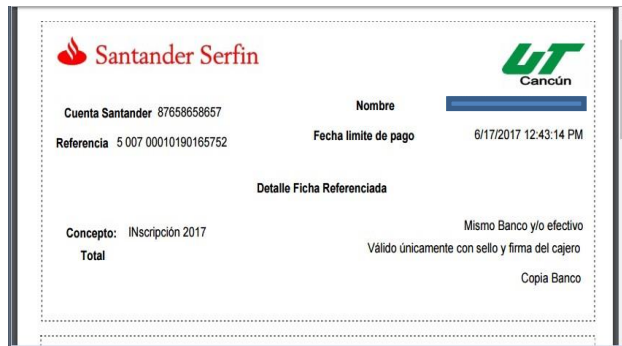 Santander Serfin
UT
Cancún
Cuenta Santander 87658658657
Nombre
Referencia 5 007 00010190165752
Fecha limite de pago 6/17/2017 12:43:14 PM
Detalle Ficha Referenciada
Concepto: INscripción 2017
Mismo Banco y/o efectivo
Total
Válido únicamente con sello y firma del cajero
Copia Banco